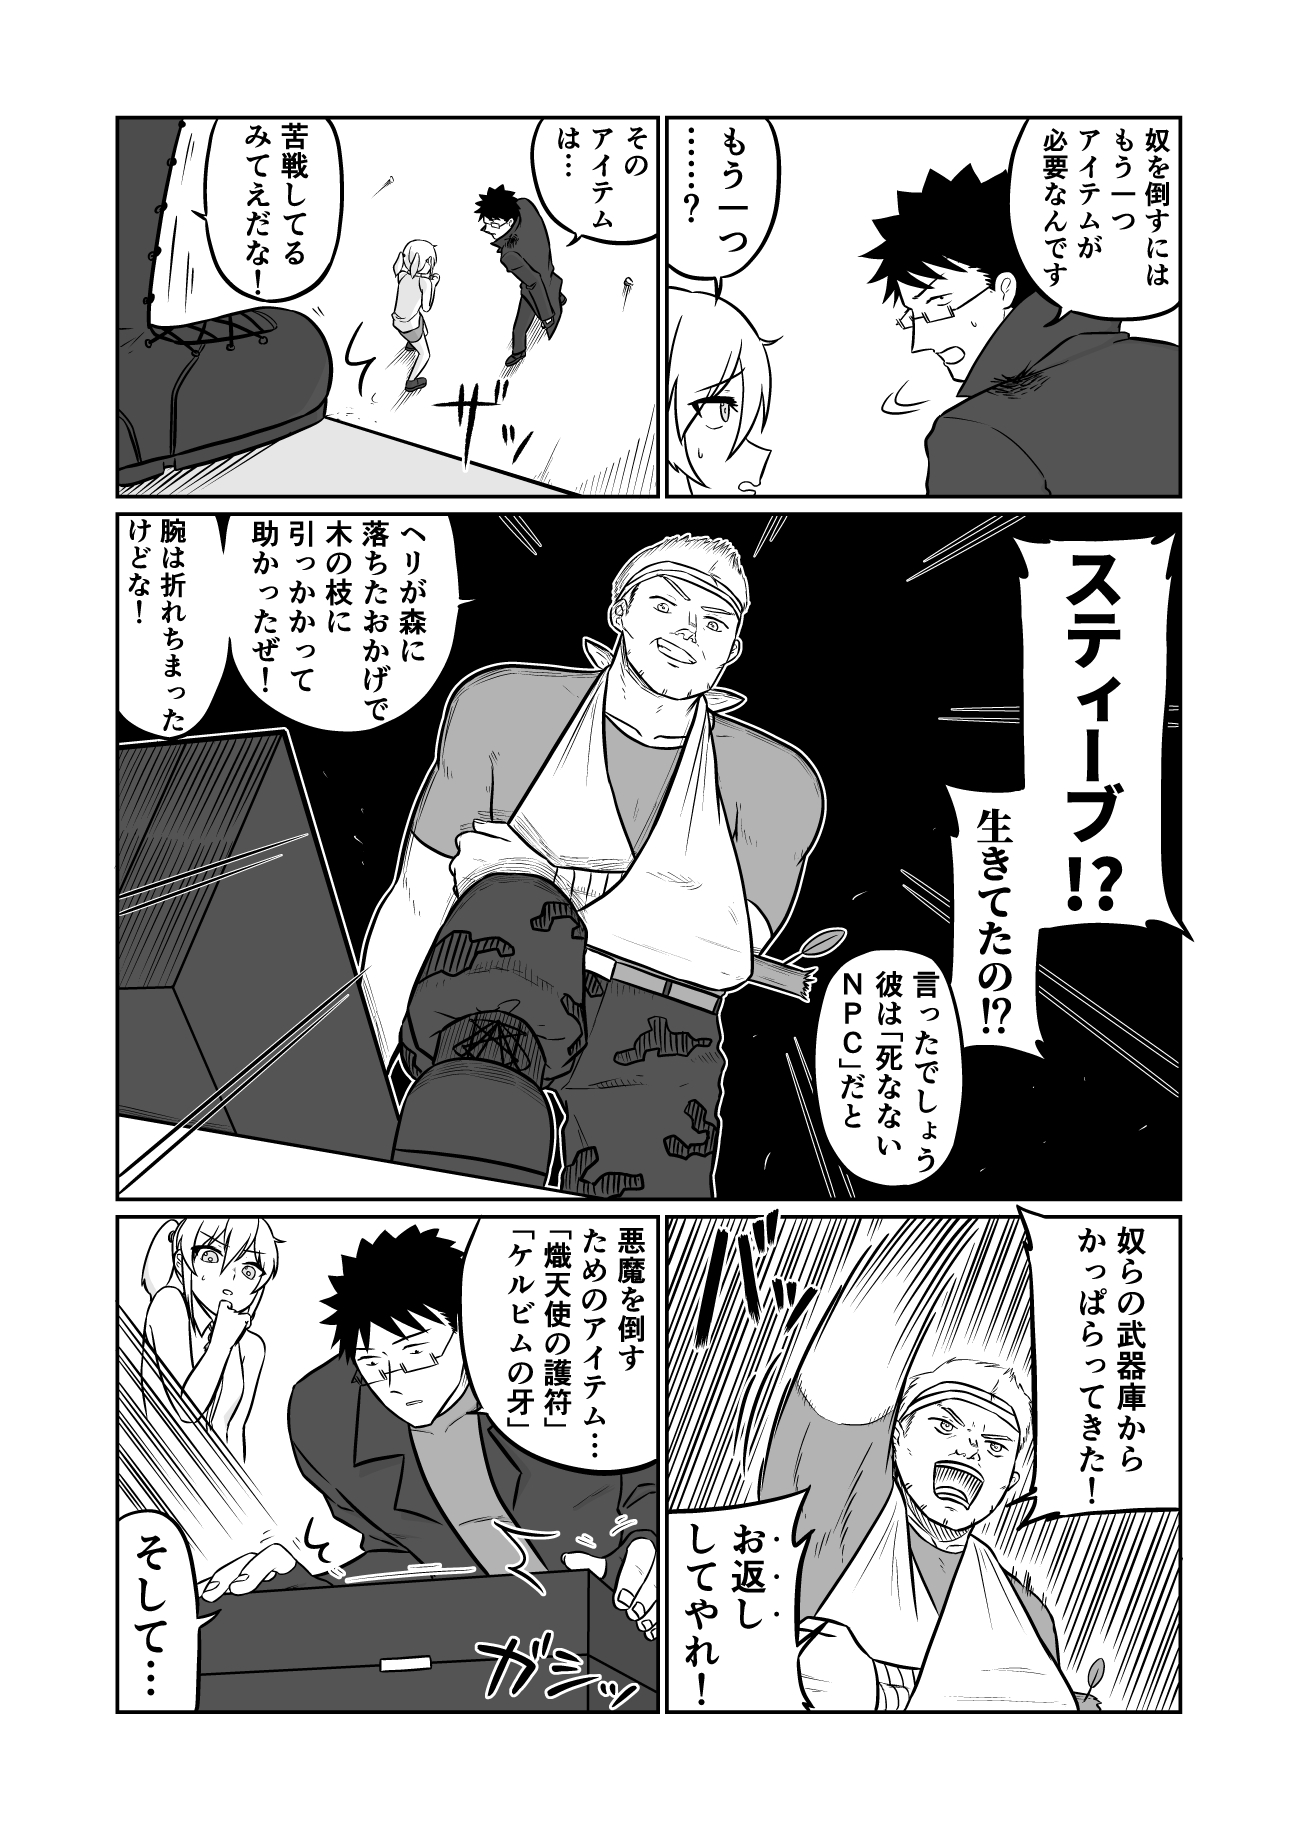 奴を倒すには
もう一つ
アイテムが
必要なんです
もう一つ
……?
その
アイテム
は…
苦戦してる
みてえだな!
ザッ
スティーブ!?
生きてたの!?
言ったでしょう
彼は「死なない
NPC」だと
ヘリが森に
落ちたおかげで
木の枝に
引っかかって
助かったぜ!
腕は折れちまった
けどな!
奴らの武器庫から
かっぱらってきた!
お返し
してやれ!
悪魔を倒す
ためのアイテム…
「熾天使の護符」
「ケルビムの牙」
ガシッ
そして…